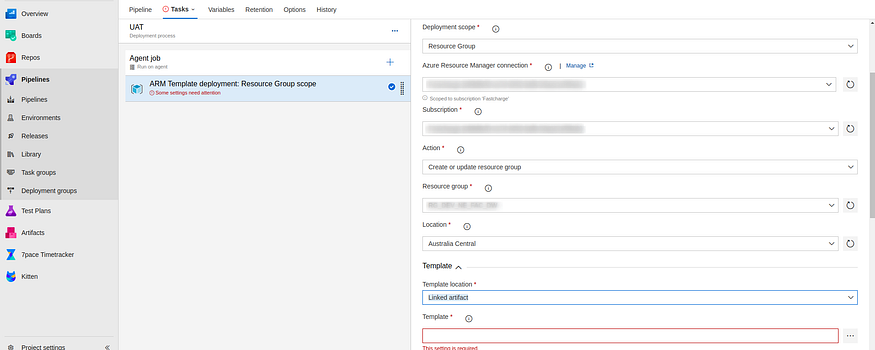 Overview
Boards
Repos
Pipelines
Pipelines
Environments
Releases
Library
Task groups
Deployment groups
Test Plans
Artifacts
7pace Timetracker
Kitten
Project settings
Pipeline Tasks Variables Retention Options History
UAT
Deployment process
Agent job
Run on agent
ARM Template deployment: Resource Group scope
Some settings need attention
Deployment scope *
Resource Group
Azure Resource Manager connection * | Manage
Scoped to subscription 'Fastcharge'
Subscription *
Action *
Create or update resource group
Resource group *
Location *
Australia Central
Template
Template location *
Linked artifact
Template *
This setting is required.